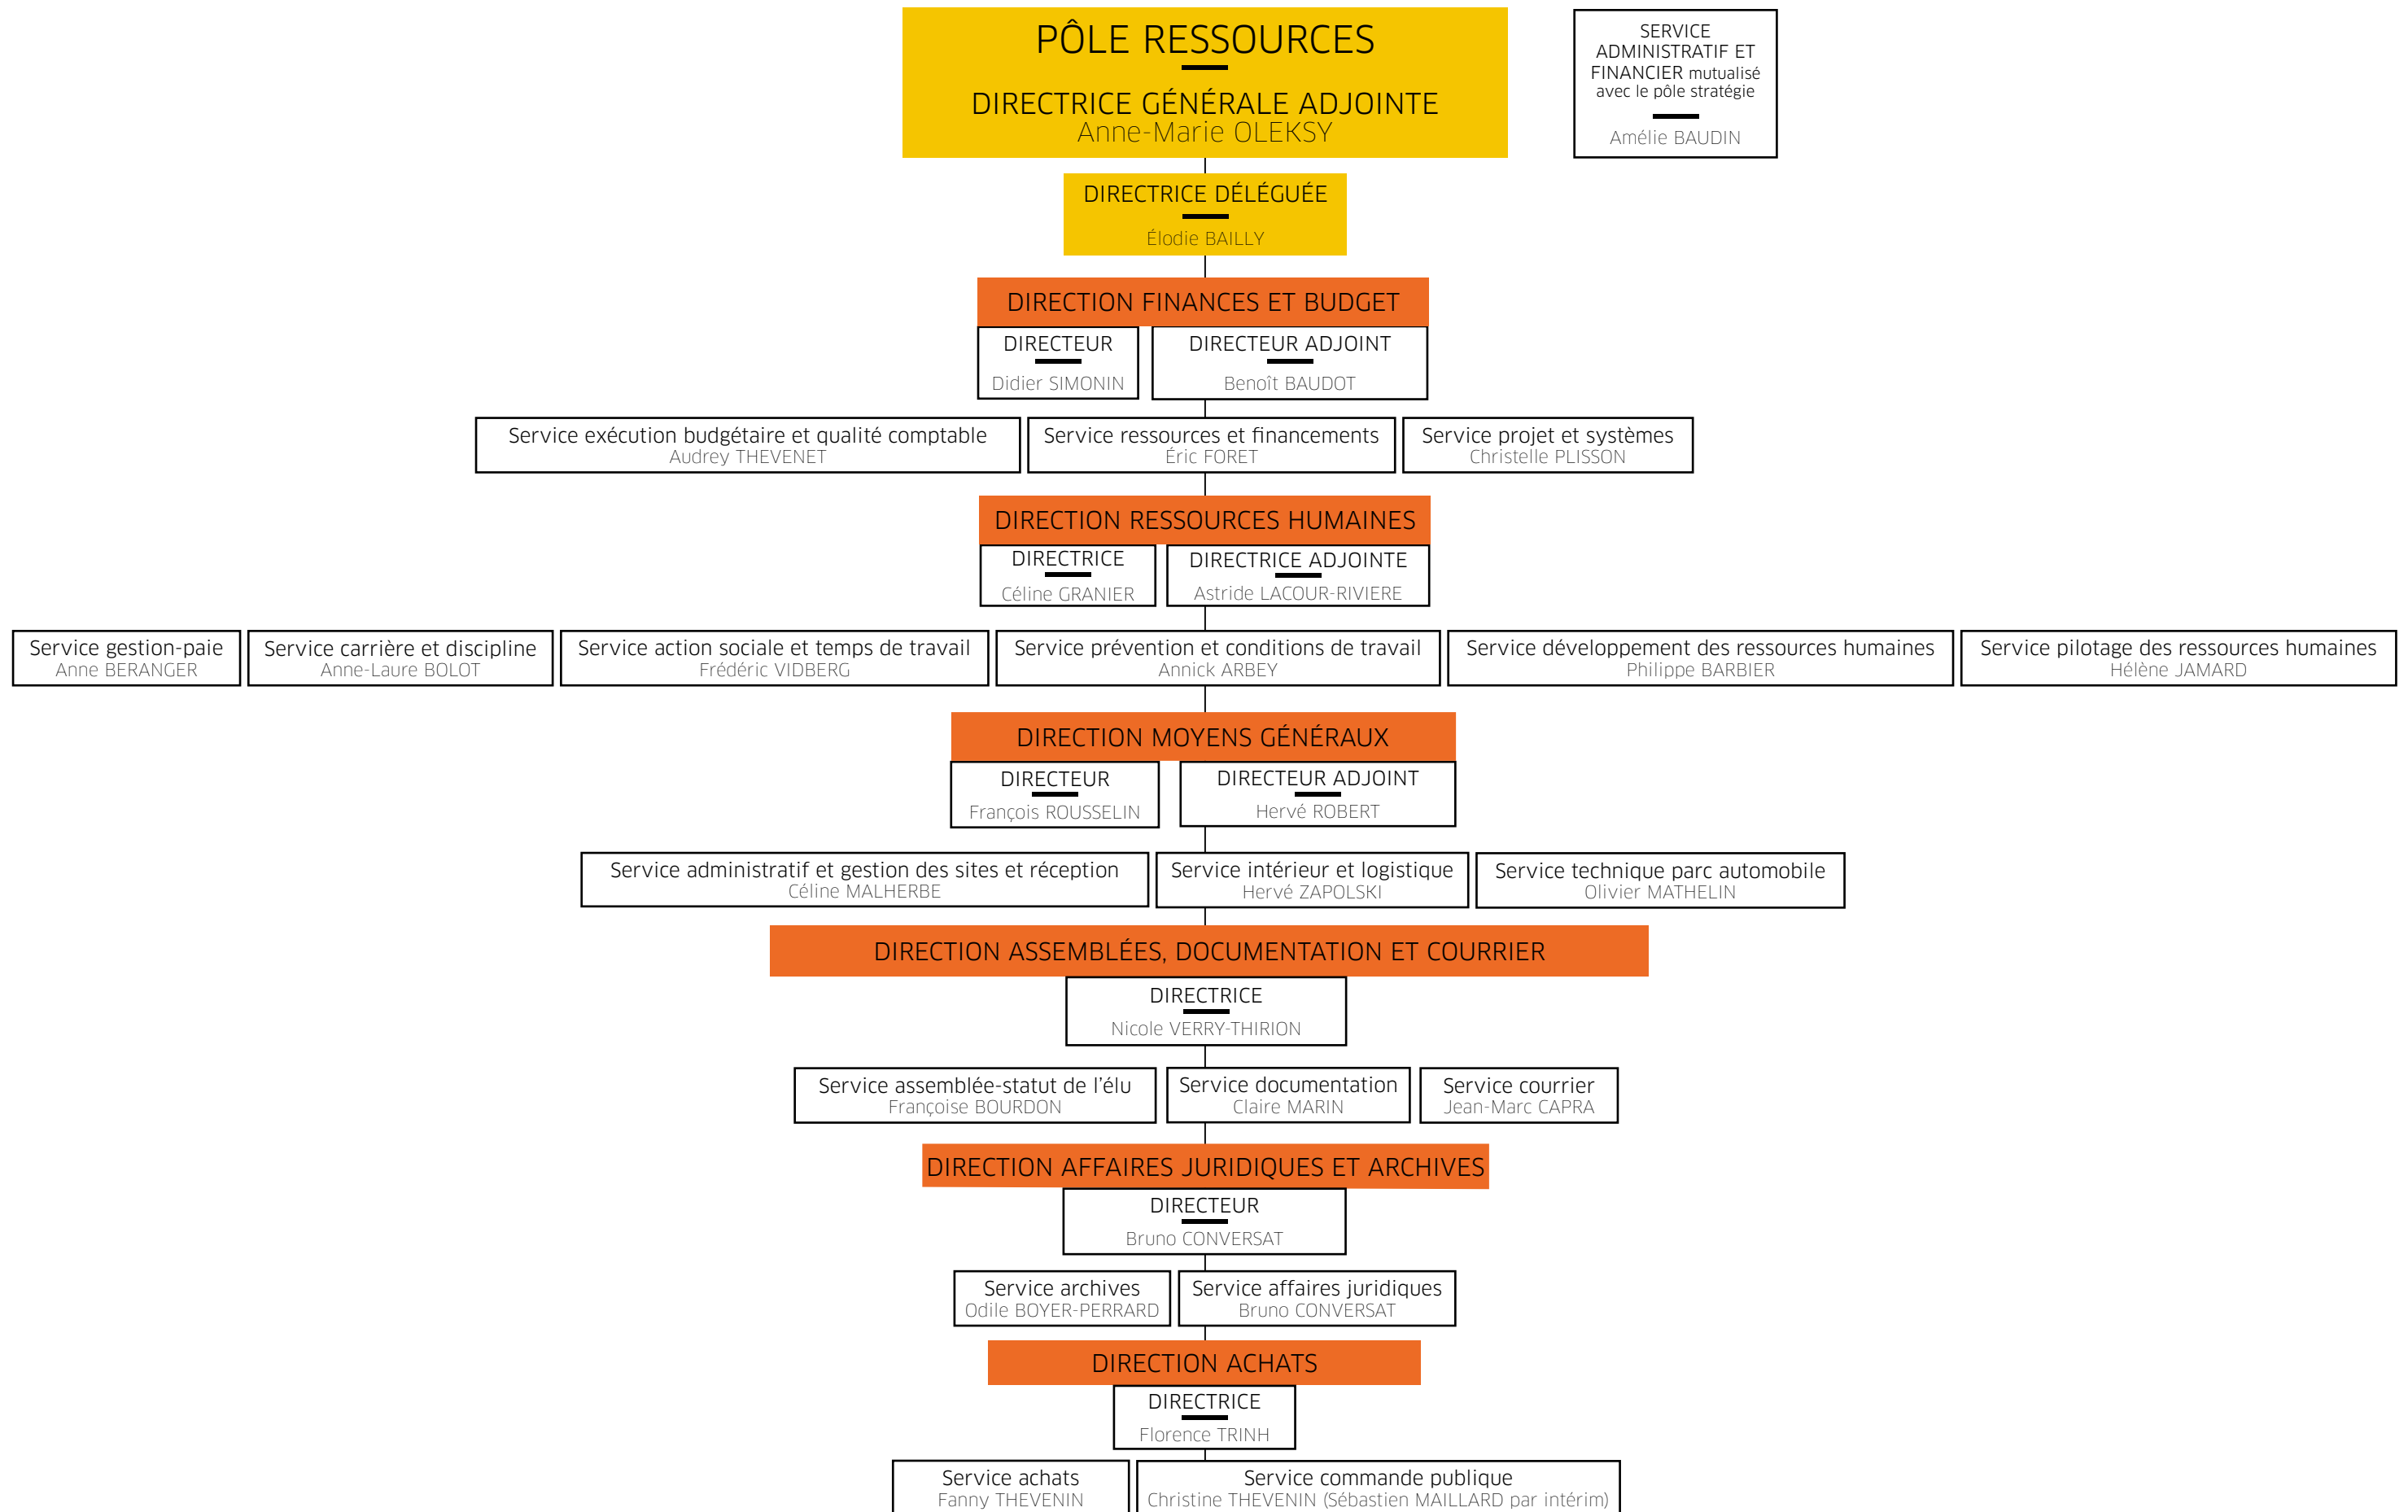 PÔLE RESSOURCES
DIRECTRICE GÉNÉRALE ADJOINTE
Anne-Marie OLEKSY
SERVICE
ADMINISTRATIF ET
FINANCIER mutualisé
avec le pôle stratégie
Amélie BAUDIN
DIRECTRICE DÉLÉGUÉE
Élodie BAILLY
DIRECTION FINANCES ET BUDGET
DIRECTEUR
Didier SIMONIN
DIRECTEUR ADJOINT
Benoît BAUDOT
Service exécution budgétaire et qualité comptable
Audrey THEVENET
Service ressources et financements
Éric FORET
Service projet et systèmes
Christelle PLISSON
DIRECTION RESSOURCES HUMAINES
DIRECTRICE
Céline GRANIER
DIRECTRICE ADJOINTE
Astride LACOUR-RIVIERE
Service gestion-paie
Anne BERANGER
Service carrière et discipline
Anne-Laure BOLOT
Service action sociale et temps de travail
Frédéric VIDBERG
Service prévention et conditions de travail
Annick ARBEY
Service développement des ressources humaines
Philippe BARBIER
Service pilotage des ressources humaines
Hélène JAMARD
DIRECTION MOYENS GÉNÉRAUX
DIRECTEUR
François ROUSSELIN
DIRECTEUR ADJOINT
Hervé ROBERT
Service administratif et gestion des sites et réception
Céline MALHERBE
Service intérieur et logistique
Hervé ZAPOLSKI
Service technique parc automobile
Olivier MATHELIN
DIRECTION ASSEMBLÉES, DOCUMENTATION ET COURRIER
DIRECTRICE
Nicole VERRY-THIRION
Service assemblée-statut de l'élu
Françoise BOURDON
Service documentation
Claire MARIN
Service courrier
Jean-Marc CAPRA
DIRECTION AFFAIRES JURIDIQUES ET ARCHIVES
DIRECTEUR
Bruno CONVERSAT
Service archives
Odile BOYER-PERRARD
Service affaires juridiques
Bruno CONVERSAT
DIRECTION ACHATS
DIRECTRICE
Florence TRINH
Service achats
Fanny THEVENIN
Service commande publique
Christine THEVENIN (Sébastien MAILLARD par intérim)